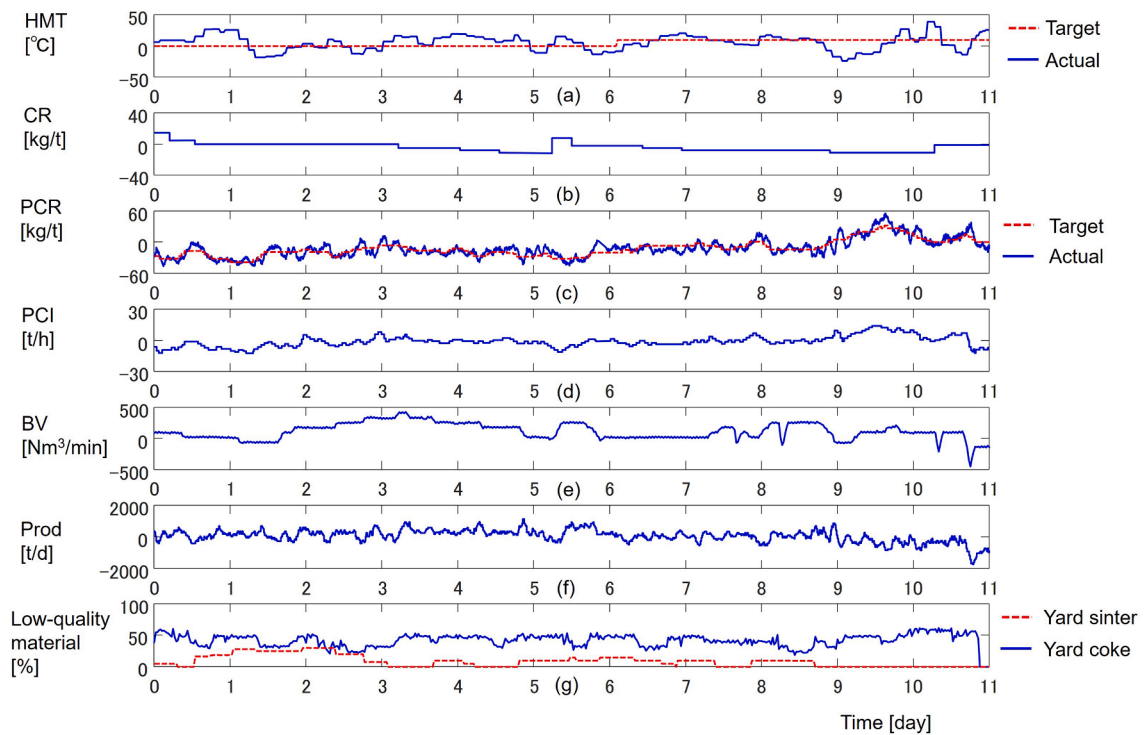 HMT
[℃]
50
0
−50
Target
Actual
0 1 2 3 4 5 (a) 6 7 8 9 10 11
CR
[kg/t]
40
0
−40
0 1 2 3 4 5 (b) 6 7 8 9 10 11
PCR
[kg/t]
60
0
−60
Target
Actual
0 1 2 3 4 5 (c) 6 7 8 9 10 11
PCI
[t/h]
30
0
−30
0 1 2 3 4 5 (d) 6 7 8 9 10 11
BV
[Nm³/min]
500
0
−500
0 1 2 3 4 5 (e) 6 7 8 9 10 11
Prod
[t/d]
2000
0
−2000
0 1 2 3 4 5 (f) 6 7 8 9 10 11
Low-quality
material
[%]
100
50
0
Yard sinter
Yard coke
0 1 2 3 4 5 (g) 6 7 8 9 10 11
Time [day]